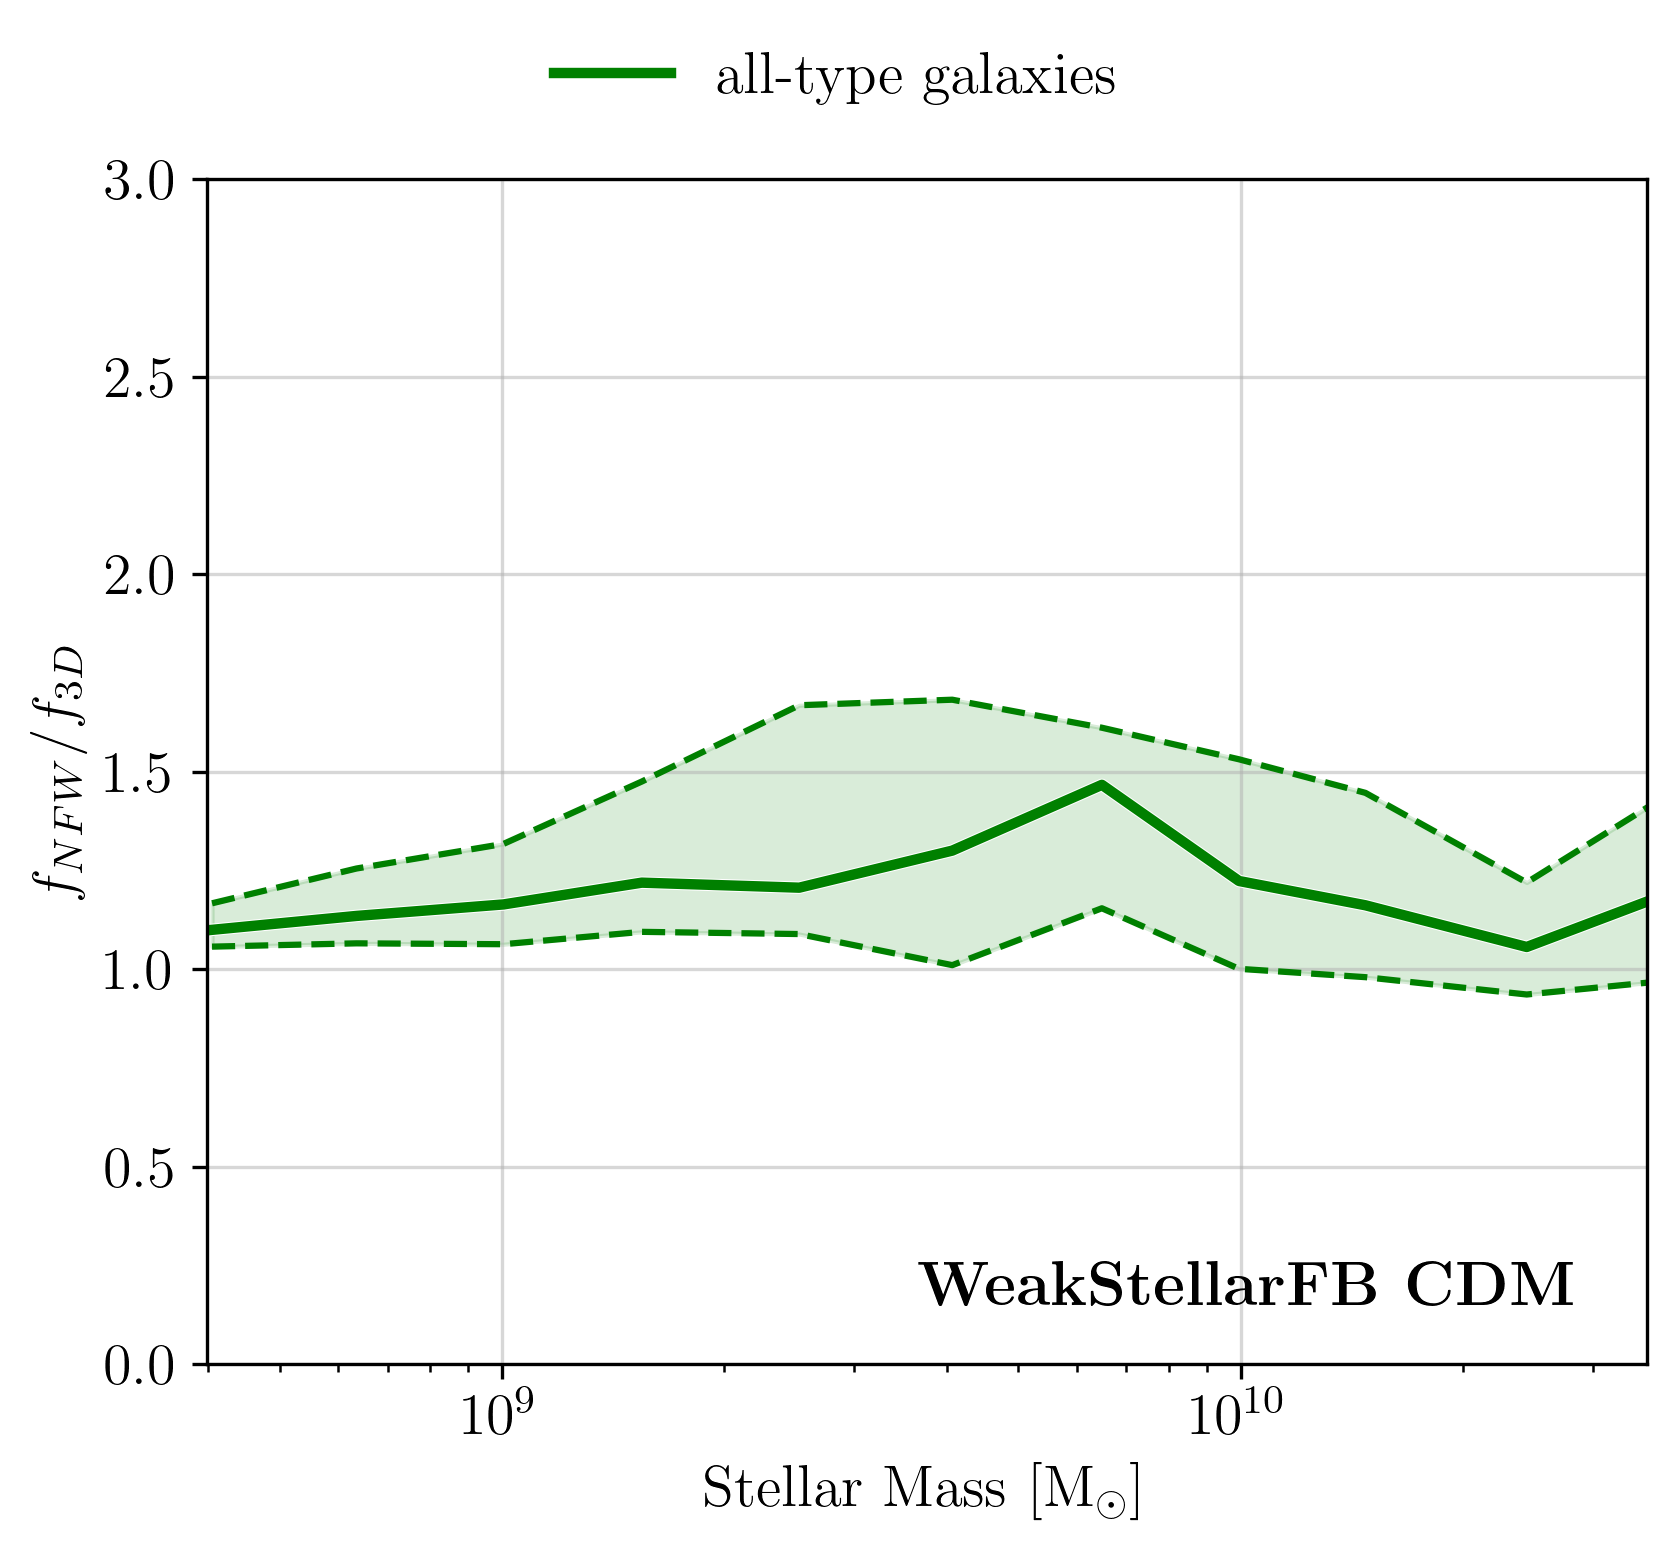 all-type galaxies
3.0
2.5
2.0
1.5
1.0
0.5
0.0
f_{NFW}/f_{3D}
WeakStellarFB CDM
10^9
10^{10}
Stellar Mass [M_⊙]